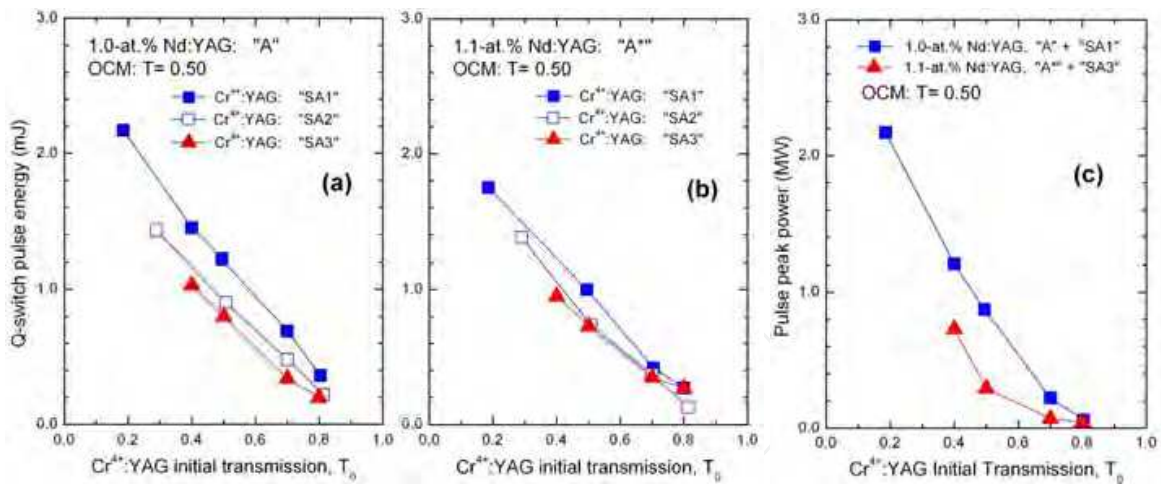 3.0
1.0-at.% Nd:YAG: "A"
OCM: T= 0.50
Cr⁴⁺:YAG: "SA1"
Cr⁴⁺:YAG: "SA2"
Cr⁴⁺:YAG: "SA3"
(a)
2.0
1.0
0.0
0.0 0.2 0.4 0.6 0.8 1.0
Q-switch pulse energy (mJ)
Cr⁴⁺:YAG initial transmission, T₀
3.0
1.1-at.% Nd:YAG: "A*"
OCM: T= 0.50
Cr⁴⁺:YAG: "SA1"
Cr⁴⁺:YAG: "SA2"
Cr⁴⁺:YAG: "SA3"
(b)
2.0
1.0
0.0
0.0 0.2 0.4 0.6 0.8 1.0
Cr⁴⁺:YAG initial transmission, T₀
3.0
1.0-at.% Nd:YAG, "A" + "SA1"
1.1-at.% Nd:YAG, "A*" + "SA3"
OCM: T = 0.50
(c)
2.0
1.0
0.0
0.0 0.2 0.4 0.6 0.8 1.0
Pulse peak power (MW)
Cr⁴⁺:YAG Initial Transmission, T₀